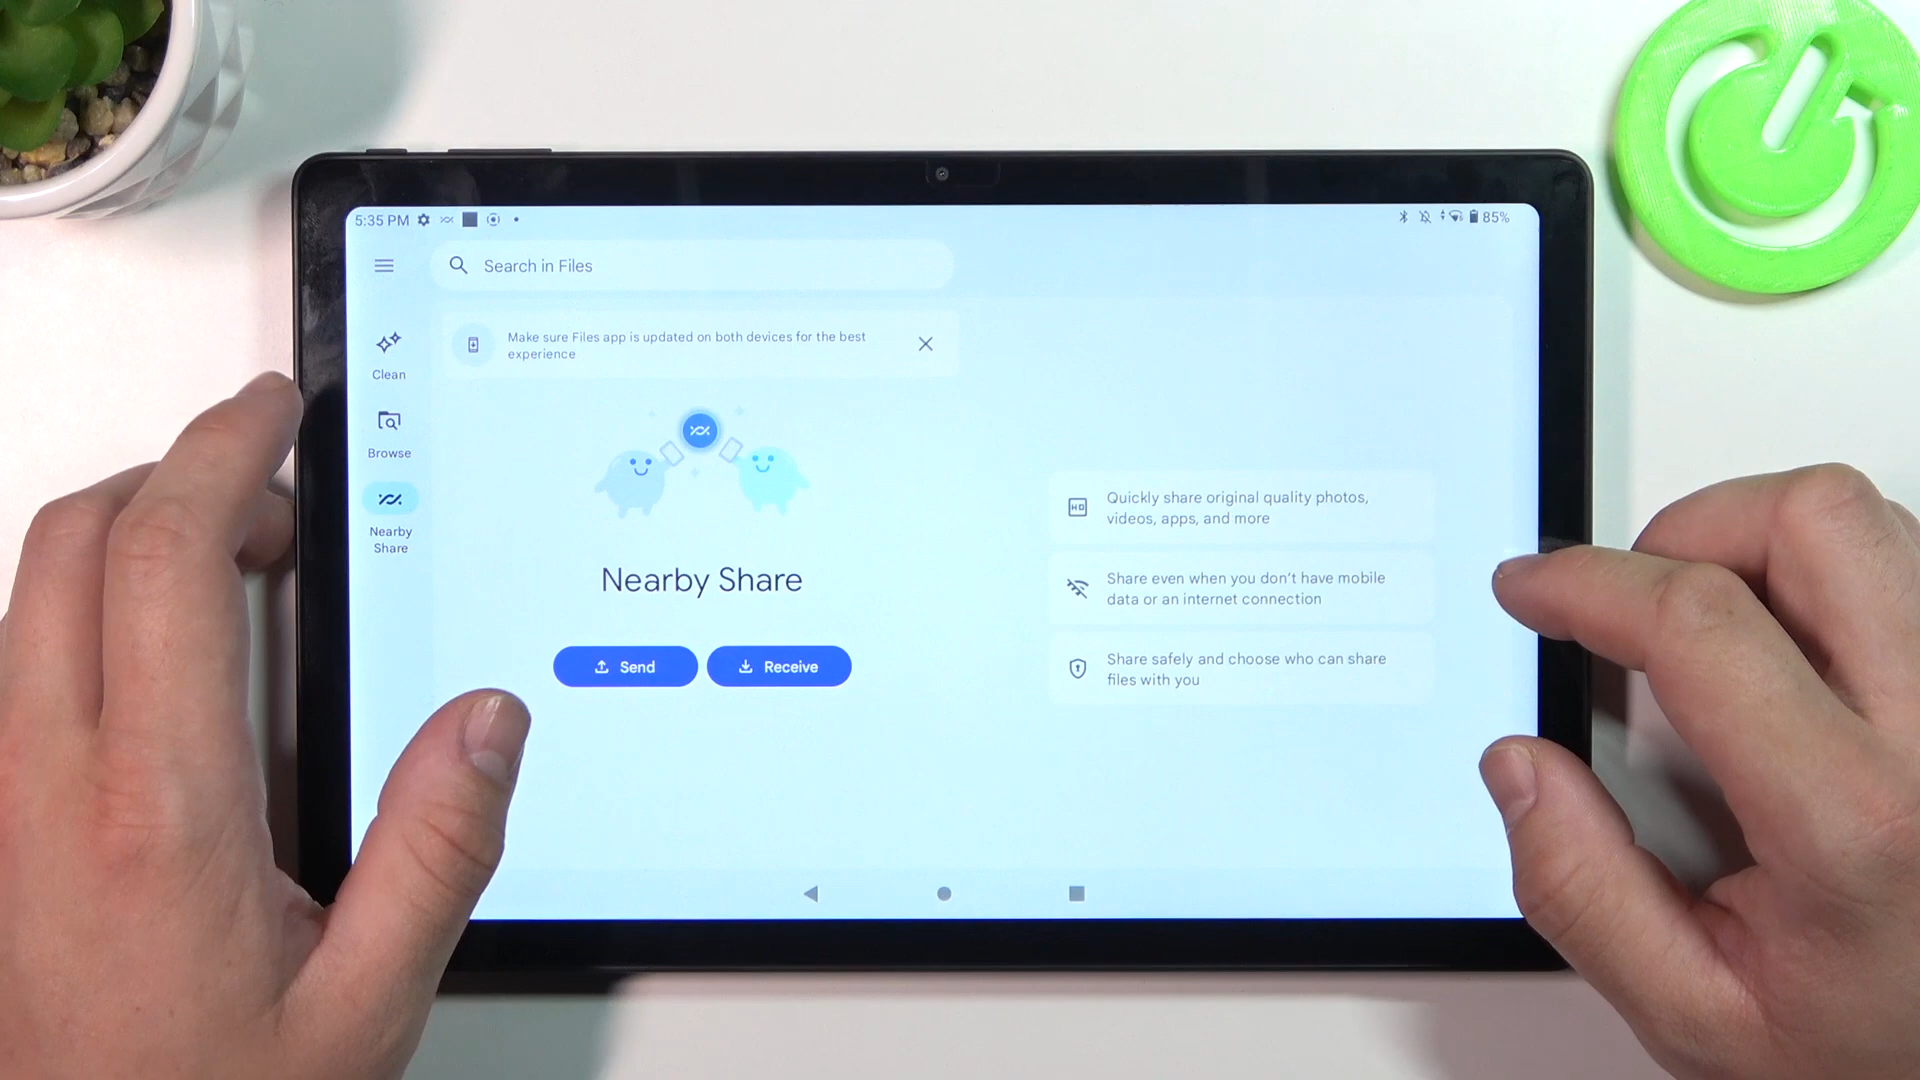 5:35 PM
85%
Search in Files
Make sure Files app is updated on both devices for the best
experience
Clean
Browse
Nearby
Share
HD
Nearby Share
Send
Receive
Quickly share original quality photos,
videos, apps, and more
Share even when you don't have mobile
data or an internet connection
Share safely and choose who can share
files with you